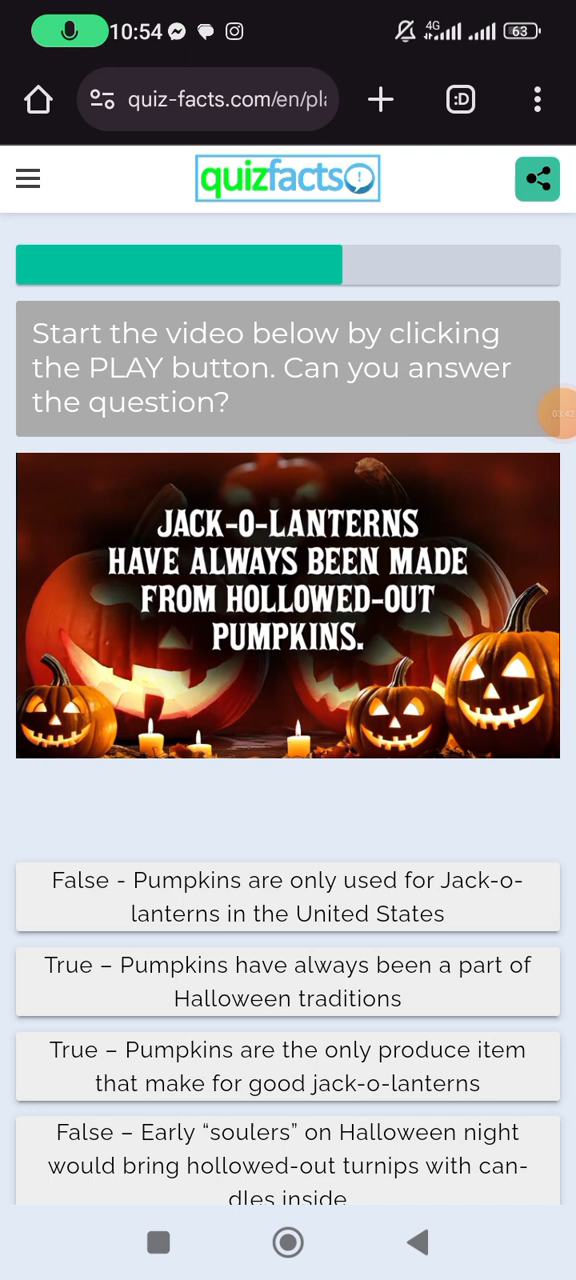 10:54
4G
63
quiz-facts.com/en/pla
:D
quizfacts!
Start the video below by clicking
the PLAY button. Can you answer
the question?
03:42
JACK-O-LANTERNS
HAVE ALWAYS BEEN MADE
FROM HOLLOWED-OUT
PUMPKINS.
False - Pumpkins are only used for Jack-o-
lanterns in the United States
True – Pumpkins have always been a part of
Halloween traditions
True – Pumpkins are the only produce item
that make for good jack-o-lanterns
False – Early “soulers” on Halloween night
would bring hollowed-out turnips with can-
dles inside